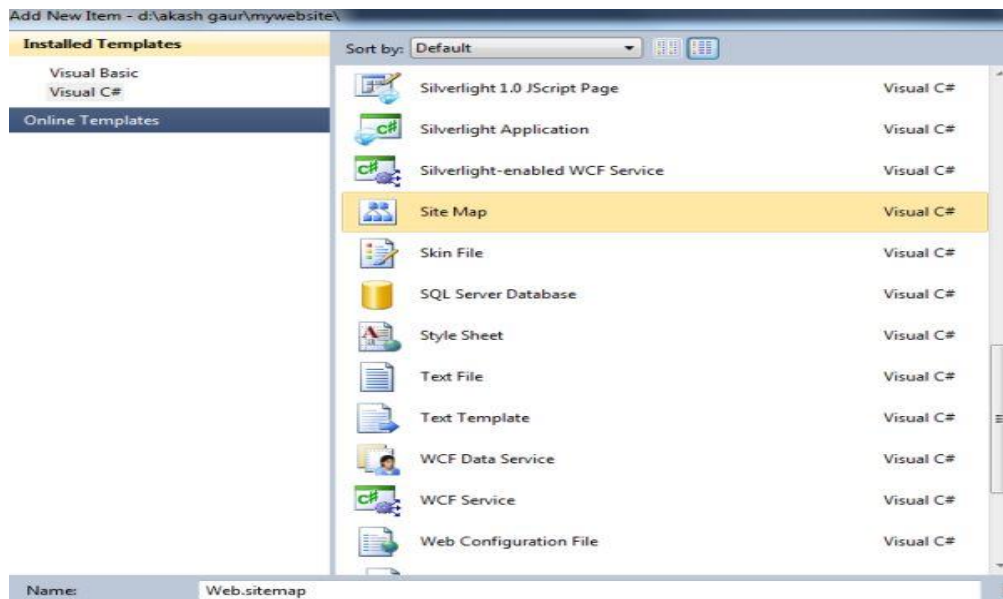 Add New Item - d:\akash gaur\mywebsite\
Installed Templates
Visual Basic
Visual C#
Online Templates
Sort by: Default
Silverlight 1.0 JScript Page Visual C#
Silverlight Application Visual C#
Silverlight-enabled WCF Service Visual C#
Site Map Visual C#
Skin File Visual C#
SQL Server Database Visual C#
Style Sheet Visual C#
Text File Visual C#
Text Template Visual C#
WCF Data Service Visual C#
WCF Service Visual C#
Web Configuration File Visual C#
Name: Web.sitemap